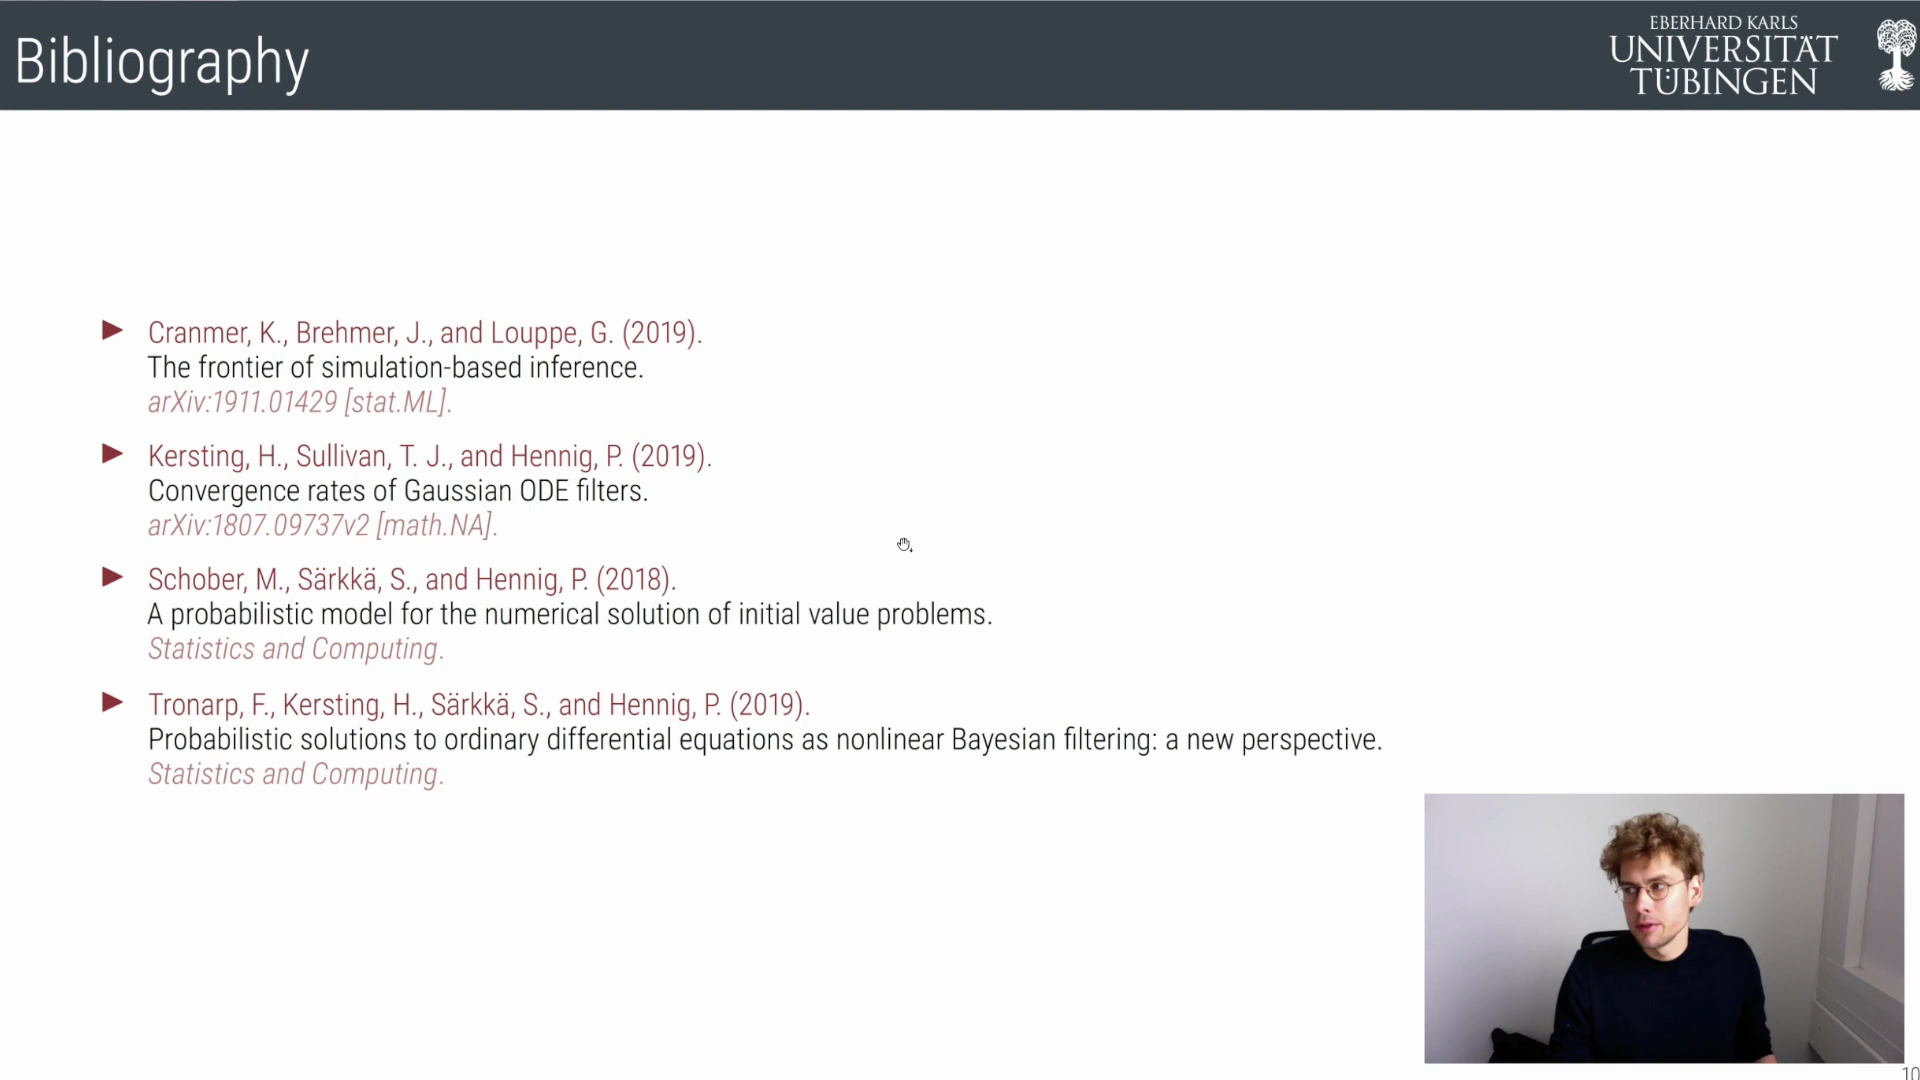 Bibliography
EBERHARD KARLS
UNIVERSITÄT
TÜBINGEN
Cranmer, K., Brehmer, J., and Louppe, G. (2019).
The frontier of simulation-based inference.
arXiv:1911.01429 [stat.ML].
Kersting, H., Sullivan, T. J., and Hennig, P. (2019).
Convergence rates of Gaussian ODE filters.
arXiv:1807.09737v2 [math.NA].
Schober, M., Särkkä, S., and Hennig, P. (2018).
A probabilistic model for the numerical solution of initial value problems.
Statistics and Computing.
Tronarp, F., Kersting, H., Särkkä, S., and Hennig, P. (2019).
Probabilistic solutions to ordinary differential equations as nonlinear Bayesian filtering: a new perspective.
Statistics and Computing.
10